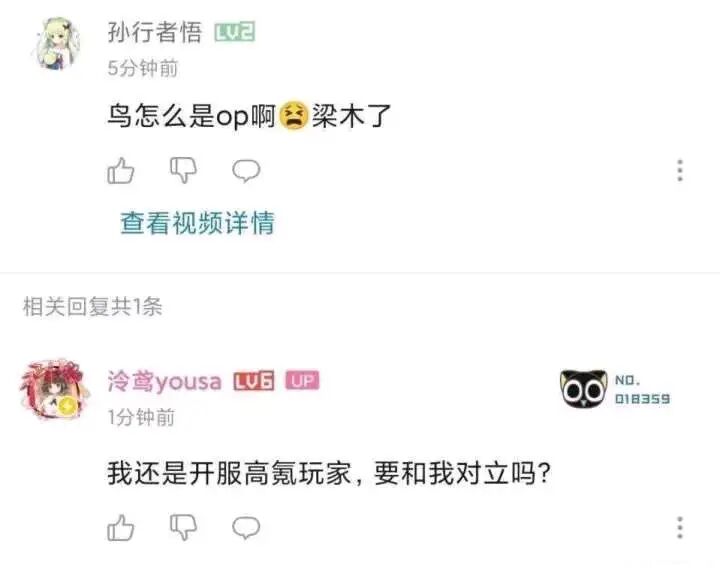 孙行者悟 LV2
5分钟前
鸟怎么是op啊😫梁木了
查看视频详情
相关回复共1条
泠鸢yousa LV6 UP
NO.
018359
1分钟前
我还是开服高氪玩家，要和我对立吗？